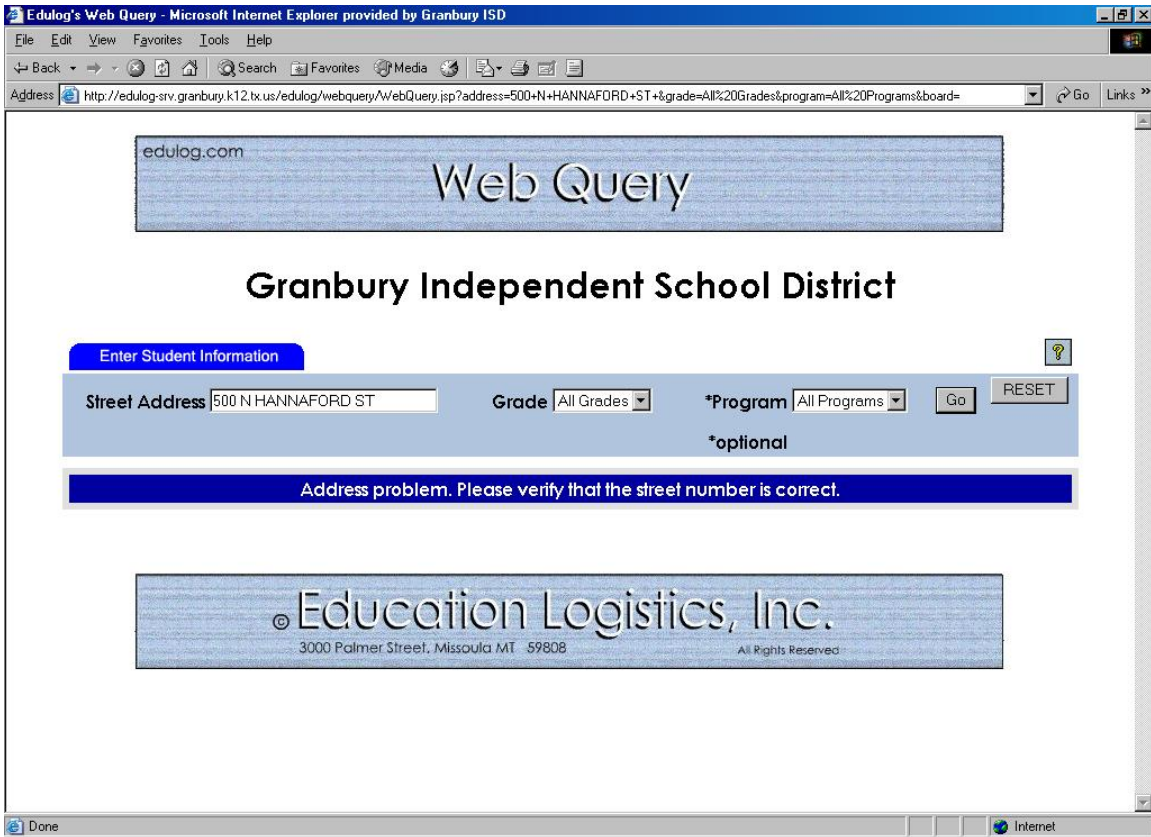 Edulog's Web Query - Microsoft Internet Explorer provided by Granbury ISD
File Edit View Favorites Tools Help
Back Search Favorites Media
Address http://edulog-srv.granbury.k12.tx.us/edulog/webquery/WebQuery.jsp?address=500+N+HANNAFORD+ST+&grade=All%20Grades&program=All%20Programs&board= Go Links »
edulog.com
Web Query
Granbury Independent School District
Enter Student Information ?
Street Address 500 N HANNAFORD ST Grade All Grades *Program All Programs Go RESET
*optional
Address problem. Please verify that the street number is correct.
© Education Logistics, Inc.
3000 Palmer Street, Missoula MT 59808 All Rights Reserved
Done Internet